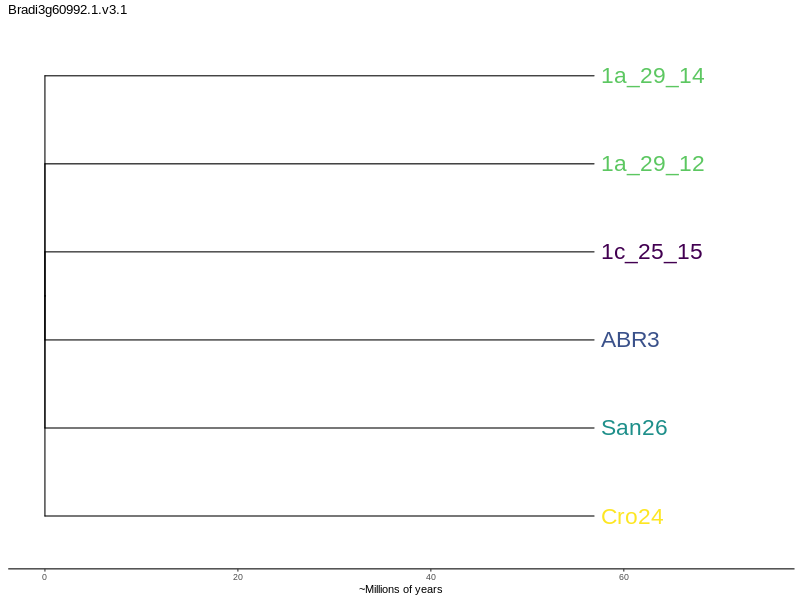 Bradi3g60992.1.v3.1
1a_29_14
1a_29_12
1c_25_15
ABR3
San26
Cro24
0 20 40 60
~Millions of years